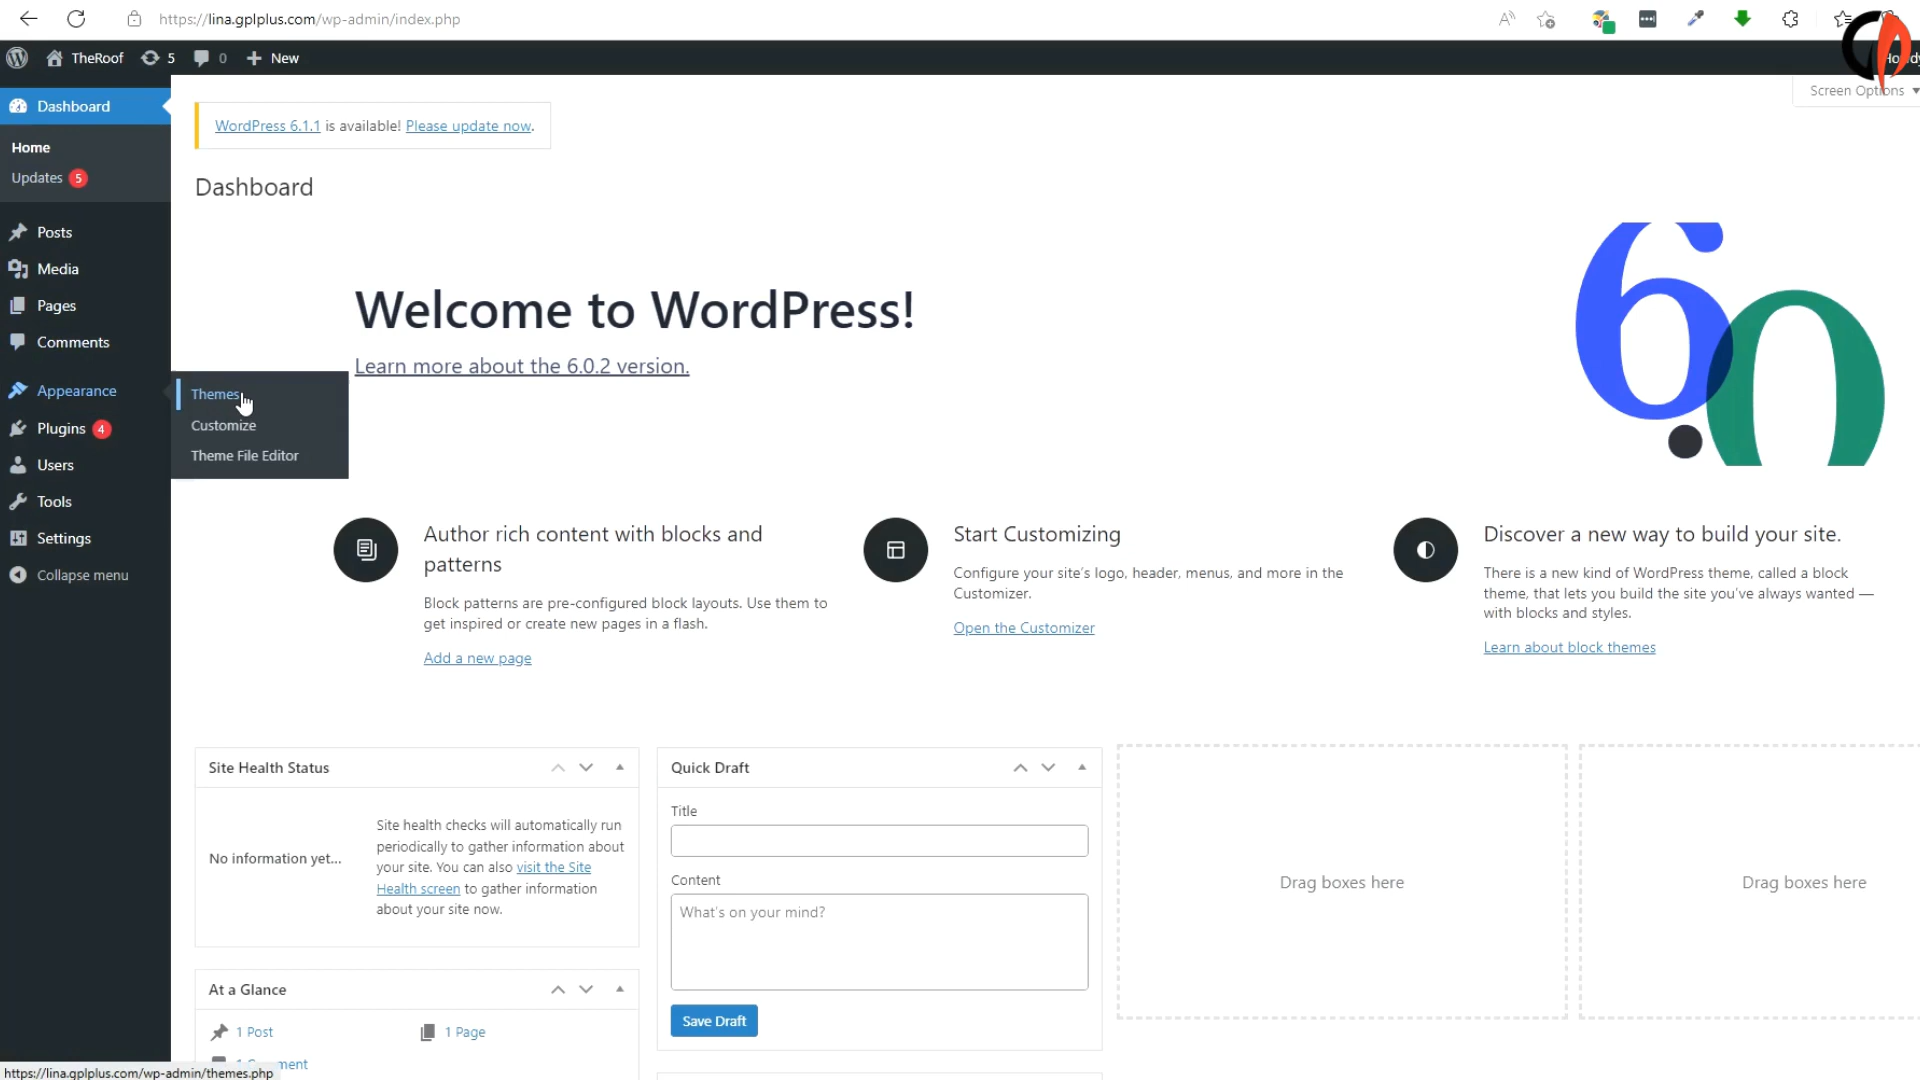 https://lina.gplplus.com/wp-admin/index.php
TheRoof 5 0 New
Screen Options
Dashboard
Home
Updates 5
Posts
Media
Pages
Comments
Appearance
Plugins 4
Users
Tools
Settings
Collapse menu
Themes
Customize
Theme File Editor
WordPress 6.1.1 is available! Please update now.
Dashboard
Welcome to WordPress!
Learn more about the 6.0.2 version.
6.0
Author rich content with blocks and
patterns
Block patterns are pre-configured block layouts. Use them to
get inspired or create new pages in a flash.
Add a new page
Start Customizing
Configure your site's logo, header, menus, and more in the
Customizer.
Open the Customizer
Discover a new way to build your site.
There is a new kind of WordPress theme, called a block
theme, that lets you build the site you've always wanted —
with blocks and styles.
Learn about block themes
Site Health Status
No information yet...
Site health checks will automatically run
periodically to gather information about
your site. You can also visit the Site
Health screen to gather information
about your site now.
At a Glance
1 Post
1 Page
Quick Draft
Title
Content
What's on your mind?
Save Draft
Drag boxes here
Drag boxes here
https://lina.gplplus.com/wp-admin/themes.php